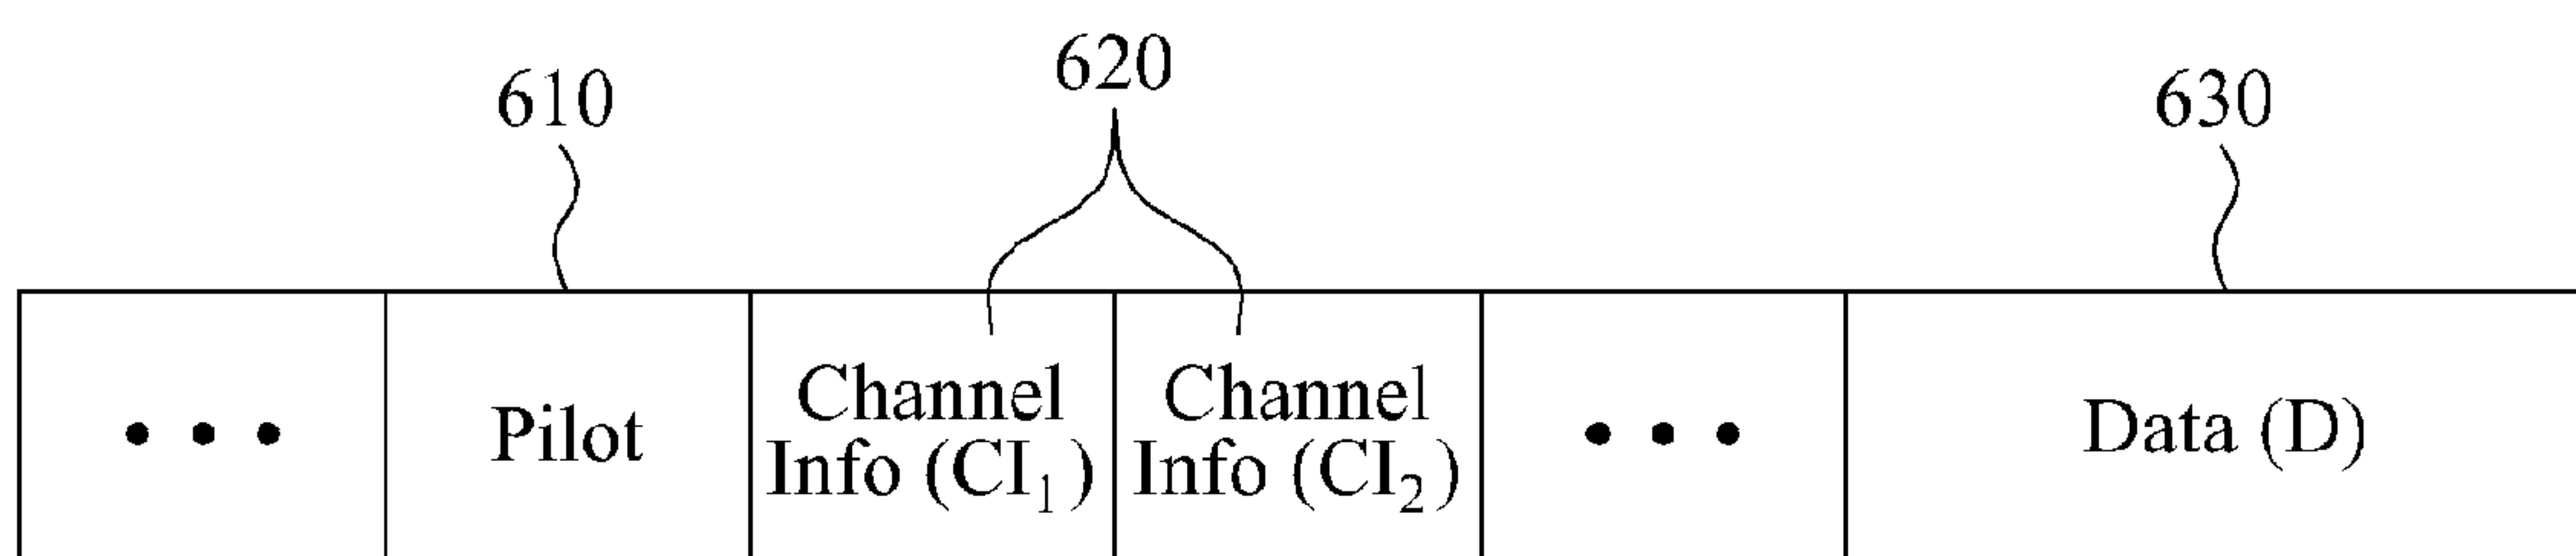 620
610
630
• • •
Pilot
Channel
Info (CI₁)
Channel
Info (CI₂)
• • •
Data (D)